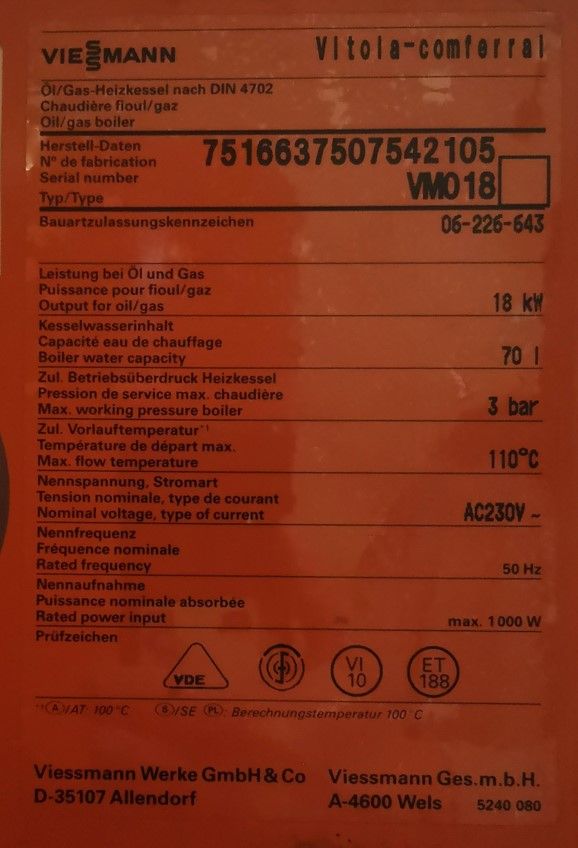 VIESSMANN Vitola-comferral
Öl/Gas-Heizkessel nach DIN 4702
Chaudière fioul/gaz
Oil/gas boiler
Herstell-Daten
N° de fabrication 7516637507542105
Serial number
Typ/Type VM018
Bauartzulassungskennzeichen 06-226-643
Leistung bei Öl und Gas
Puissance pour fioul/gaz
Output for oil/gas 18 kW
Kesselwasserinhalt
Capacité eau de chauffage
Boiler water capacity 70 l
Zul. Betriebsüberdruck Heizkessel
Pression de service max. chaudière
Max. working pressure boiler 3 bar
Zul. Vorlauftemperatur*¹
Température de départ max.
Max. flow temperature 110°C
Nennspannung, Stromart
Tension nominale, type de courant
Nominal voltage, type of current AC230V ~
Nennfrequenz
Fréquence nominale
Rated frequency 50 Hz
Nennaufnahme
Puissance nominale absorbée
Rated power input max. 1000 W
Prüfzeichen
VDE VI 10 ET 188
*¹ A/AT: 100°C S/SE PL: Berechnungstemperatur 100°C
Viessmann Werke GmbH & Co Viessmann Ges.m.b.H.
D-35107 Allendorf A-4600 Wels 5240 080